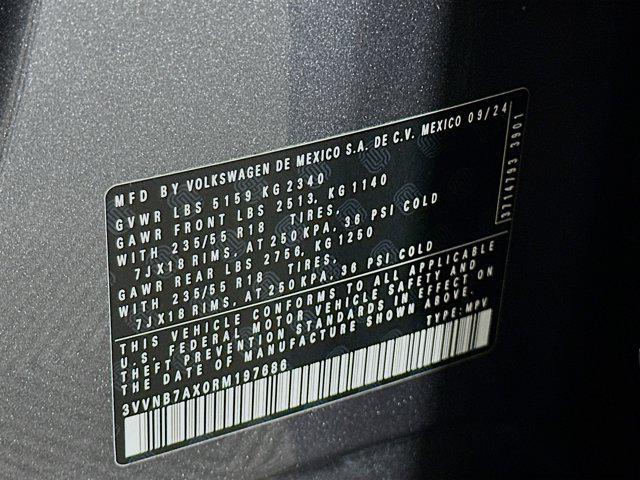 MFD BY VOLKSWAGEN DE MEXICO S.A. DE C.V. MEXICO 09/24
GVWR LBS 5159 KG 2340
GAWR FRONT LBS 2513, KG 1140
WITH 235/55 R18 TIRES,
7JX18 RIMS, AT 250 KPA, 36 PSI COLD
GAWR REAR LBS 2756, KG 1250
WITH 235/55 R18 TIRES,
7JX18 RIMS, AT 250 KPA, 36 PSI COLD
THIS VEHICLE CONFORMS TO ALL APPLICABLE
U.S. FEDERAL MOTOR VEHICLE SAFETY AND
THEFT PREVENTION STANDARDS IN EFFECT ON
THE DATE OF MANUFACTURE SHOWN ABOVE.
3VVNB7AX0RM197686 TYPE: MPV
3714793 3901